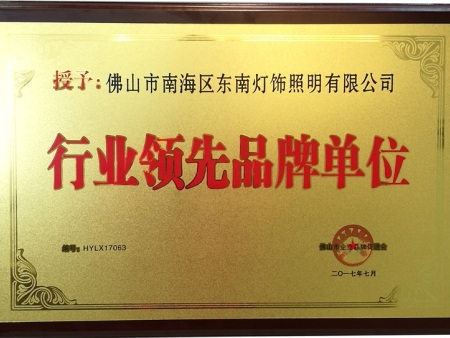 授予：佛山市南海区东南灯饰照明有限公司
行业领先品牌单位
编号：HYLX17063
二〇一七年七月